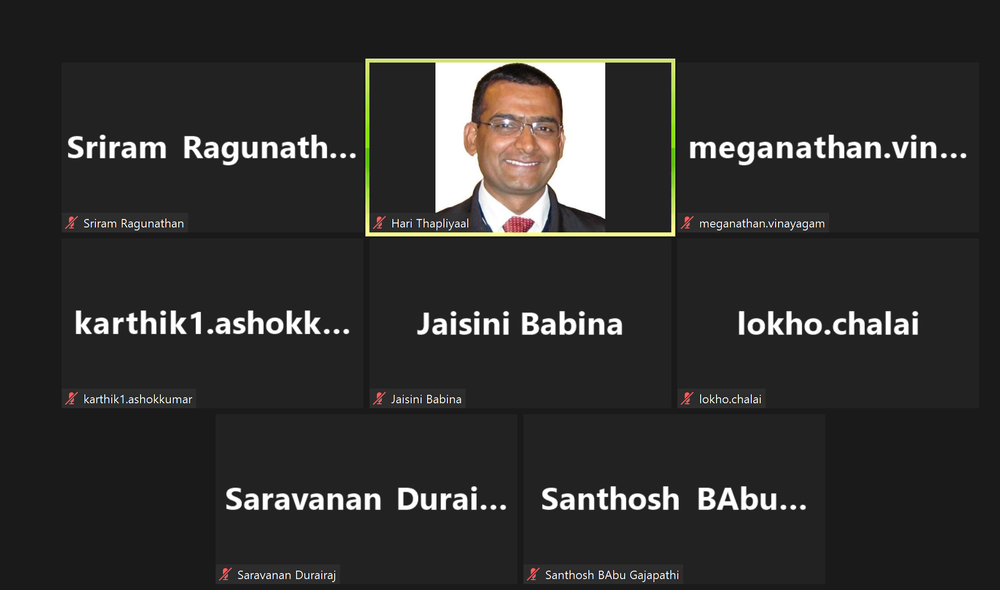 Sriram Ragunath...
Sriram Ragunathan
Hari Thapliyaal
meganathan.vin...
meganathan.vinayagam
karthik1.ashokk...
karthik1.ashokkumar
Jaisini Babina
Jaisini Babina
lokho.chalai
lokho.chalai
Saravanan Durai...
Saravanan Durairaj
Santhosh BAbu...
Santhosh BAbu Gajapathi